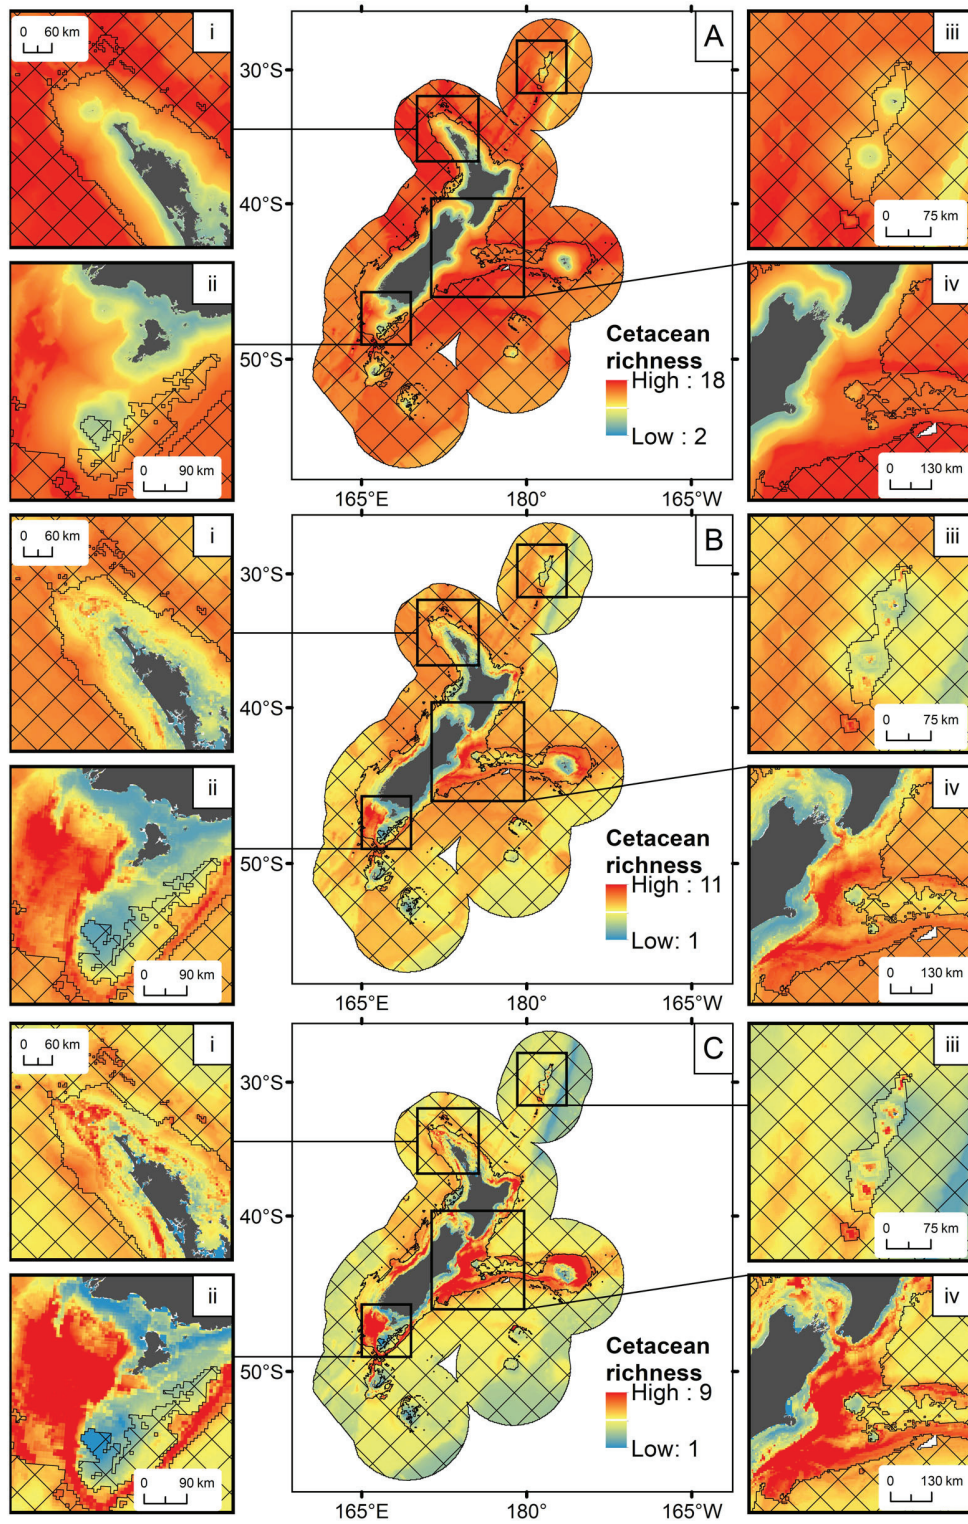 0 60 km
i
A
30°S
40°S
50°S
Cetacean
richness
High : 18
Low : 2
165°E
180°
165°W
iii
0 75 km
ii
0 90 km
iv
0 130 km
0 60 km
i
B
30°S
40°S
50°S
Cetacean
richness
High : 11
Low: 1
165°E
180°
165°W
iii
0 75 km
ii
0 90 km
iv
0 130 km
0 60 km
i
C
30°S
40°S
50°S
Cetacean
richness
High : 9
Low: 1
165°E
180°
165°W
iii
0 75 km
ii
0 90 km
iv
0 130 km